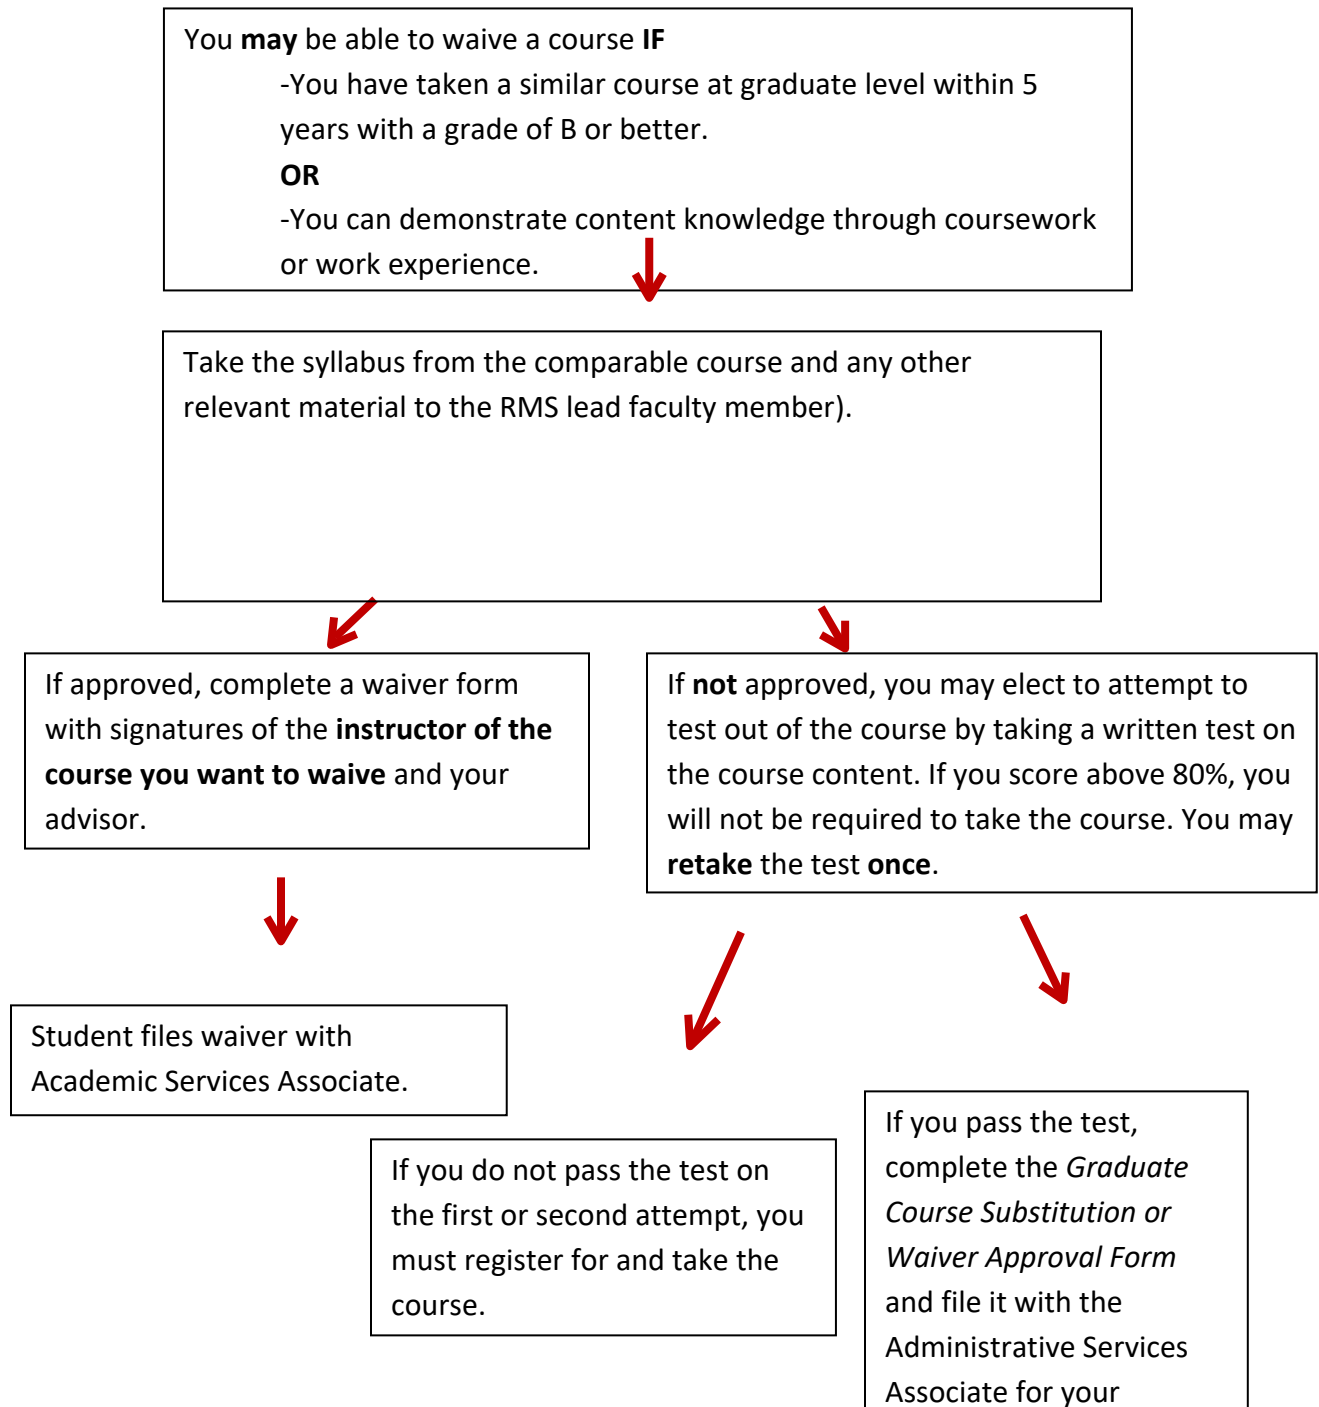 You may be able to waive a course IF
-You have taken a similar course at graduate level within 5
years with a grade of B or better.
OR
-You can demonstrate content knowledge through coursework
or work experience.
Take the syllabus from the comparable course and any other
relevant material to the RMS lead faculty member).
If approved, complete a waiver form
with signatures of the instructor of the
course you want to waive and your
advisor.
If not approved, you may elect to attempt to
test out of the course by taking a written test on
the course content. If you score above 80%, you
will not be required to take the course. You may
retake the test once.
Student files waiver with
Academic Services Associate.
If you do not pass the test on
the first or second attempt, you
must register for and take the
course.
If you pass the test,
complete the Graduate
Course Substitution or
Waiver Approval Form
and file it with the
Administrative Services
Associate for your